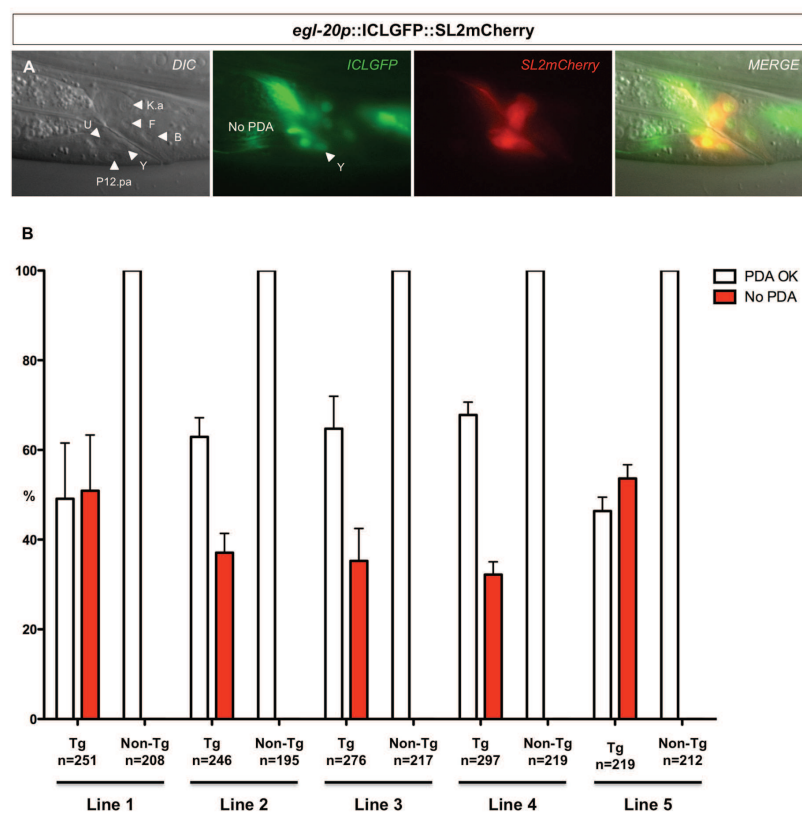 egl-20p::ICLGFP::SL2mCherry
A
DIC
K.a
F
U
B
Y
P12.pa
ICLGFP
No PDA
Y
SL2mCherry
MERGE
B
100
80
60
%
40
20
0
PDA OK
No PDA
Tg
n=251
Non-Tg
n=208
Tg
n=246
Non-Tg
n=195
Tg
n=276
Non-Tg
n=217
Tg
n=297
Non-Tg
n=219
Tg
n=219
Non-Tg
n=212
Line 1
Line 2
Line 3
Line 4
Line 5